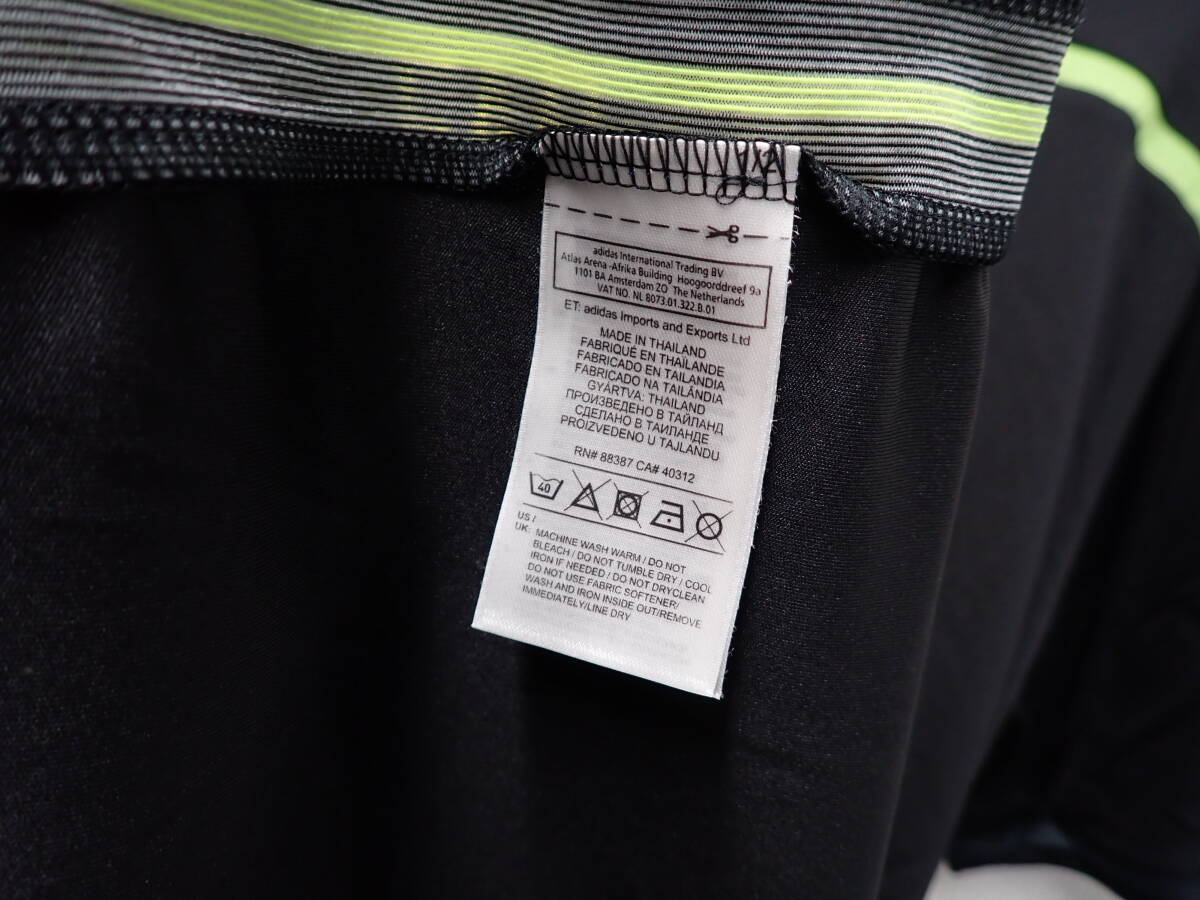 adidas International Trading BV
Atlas Arena -Afrika Building Hoogoorddreef 9a
1101 BA Amsterdam ZO The Netherlands
VAT NO. NL 8073.01.322.B.01
ET: adidas Imports and Exports Ltd
MADE IN THAILAND
FABRIQUÉ EN THAÏLANDE
FABRICADO EN TAILANDIA
FABRICADO NA TAILÂNDIA
GYÁRTVA: THAILAND
ПРОИЗВЕДЕНО В ТАЙЛАНД
СДЕЛАНО В ТАИЛАНДЕ
PROIZVEDENO U TAJLANDU
RN# 88387 CA# 40312
40
US /
UK: MACHINE WASH WARM / DO NOT
BLEACH / DO NOT TUMBLE DRY / COOL
IRON IF NEEDED / DO NOT DRYCLEAN
DO NOT USE FABRIC SOFTENER/
WASH AND IRON INSIDE OUT/REMOVE
IMMEDIATELY/LINE DRY